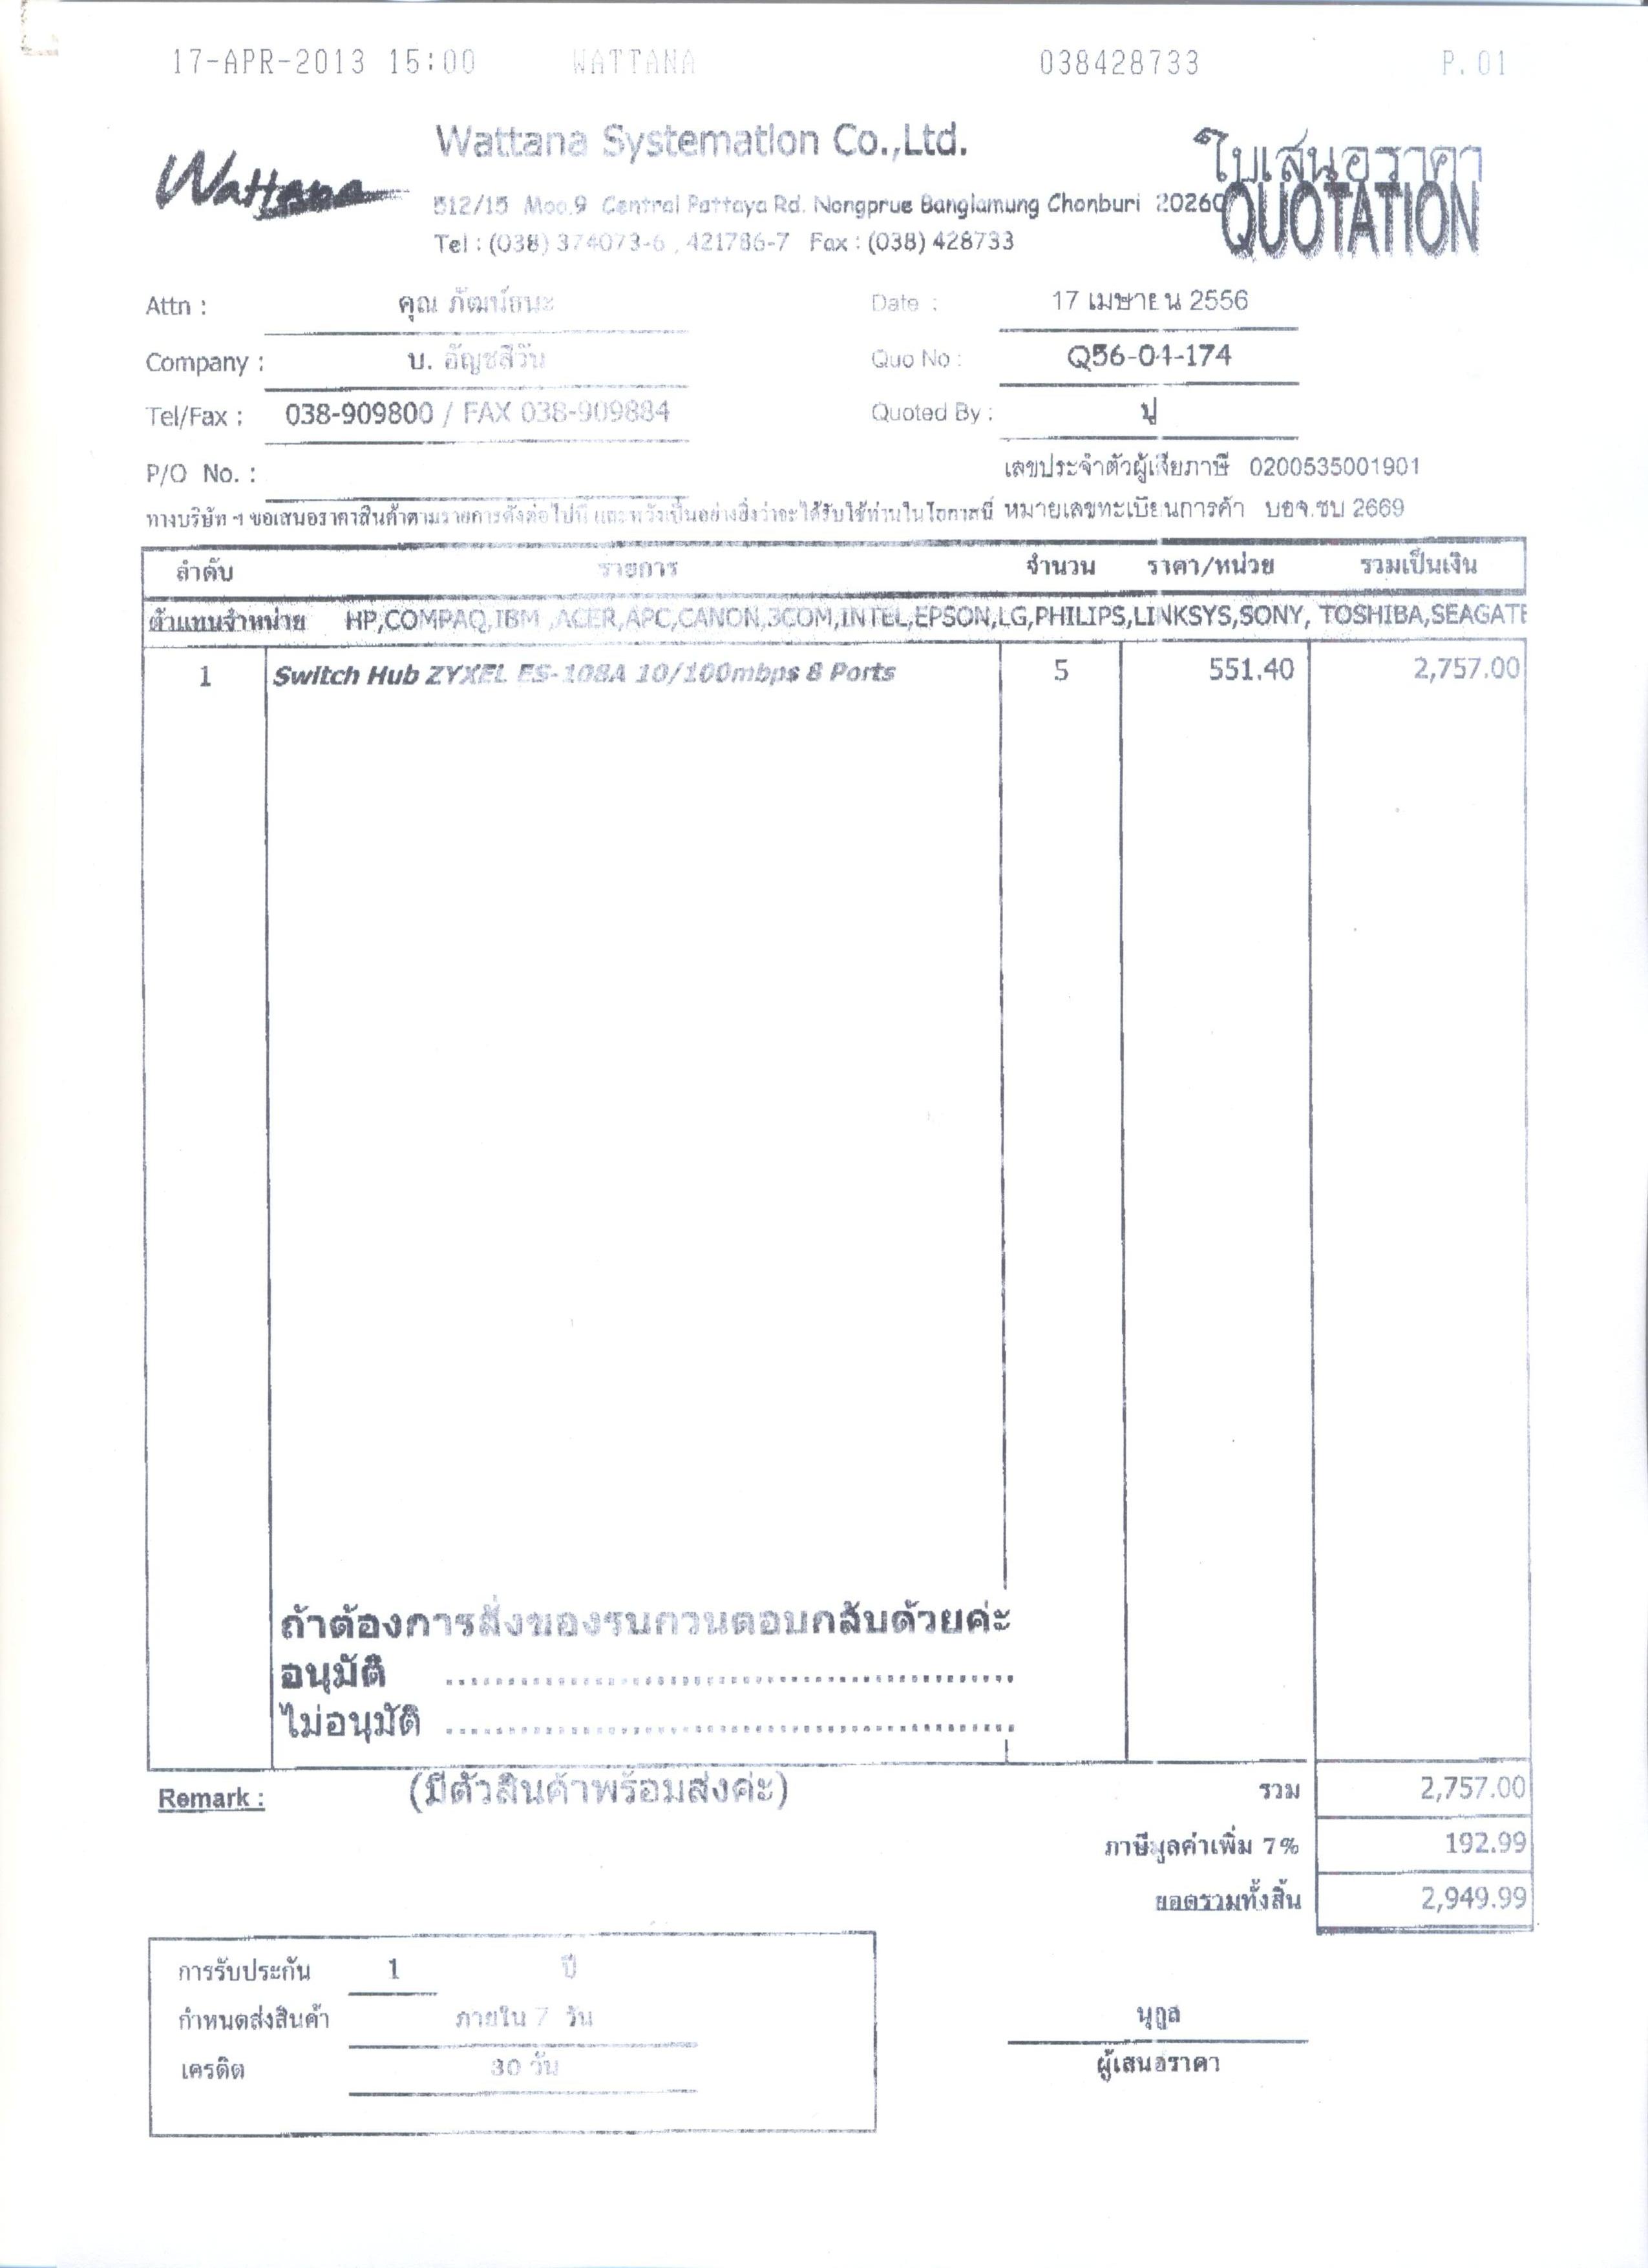 17-APR-2013 15:00 WATTANA 038428733 P.01
Wattana
Wattana Systemation Co.,Ltd.
512/15 Moo.9 Central Pattaya Rd. Nongprue Banglamung Chonburi 20260
Tel : (038) 374073-6 , 421786-7 Fax : (038) 428733
ใบเสนอราคา
QUOTATION
Attn : คุณ ภัฒน์ธนะ Date : 17 เมษายน 2556
Company : บ. อัญชสีวัน Quo No : Q56-04-174
Tel/Fax : 038-909800 / FAX 038-909884 Quoted By : ปู
P/O No. : เลขประจำตัวผู้เสียภาษี 0200535001901
ทางบริษัท ฯ ขอเสนอราคาสินค้าตามรายการดังต่อไปนี้ และหวังเป็นอย่างยิ่งว่าจะได้รับใช้ท่านในโอกาสนี้ หมายเลขทะเบียนการค้า บอจ.ชบ 2669
ลำดับ รายการ จำนวน ราคา/หน่วย รวมเป็นเงิน
ตัวแทนจำหน่าย HP,COMPAQ,IBM ,ACER,APC,CANON,3COM,INTEL,EPSON,LG,PHILIPS,LINKSYS,SONY, TOSHIBA,SEAGATE
1 Switch Hub ZYXEL ES-108A 10/100mbps 8 Ports 5 551.40 2,757.00
ถ้าต้องการสั่งของรบกวนตอบกลับด้วยค่ะ
อนุมัติ ............................................
ไม่อนุมัติ ............................................
Remark : (มีตัวสินค้าพร้อมส่งค่ะ) รวม 2,757.00
ภาษีมูลค่าเพิ่ม 7% 192.99
ยอดรวมทั้งสิ้น 2,949.99
การรับประกัน 1 ปี
กำหนดส่งสินค้า ภายใน 7 วัน
เครดิต 30 วัน
นุกูล
ผู้เสนอราคา